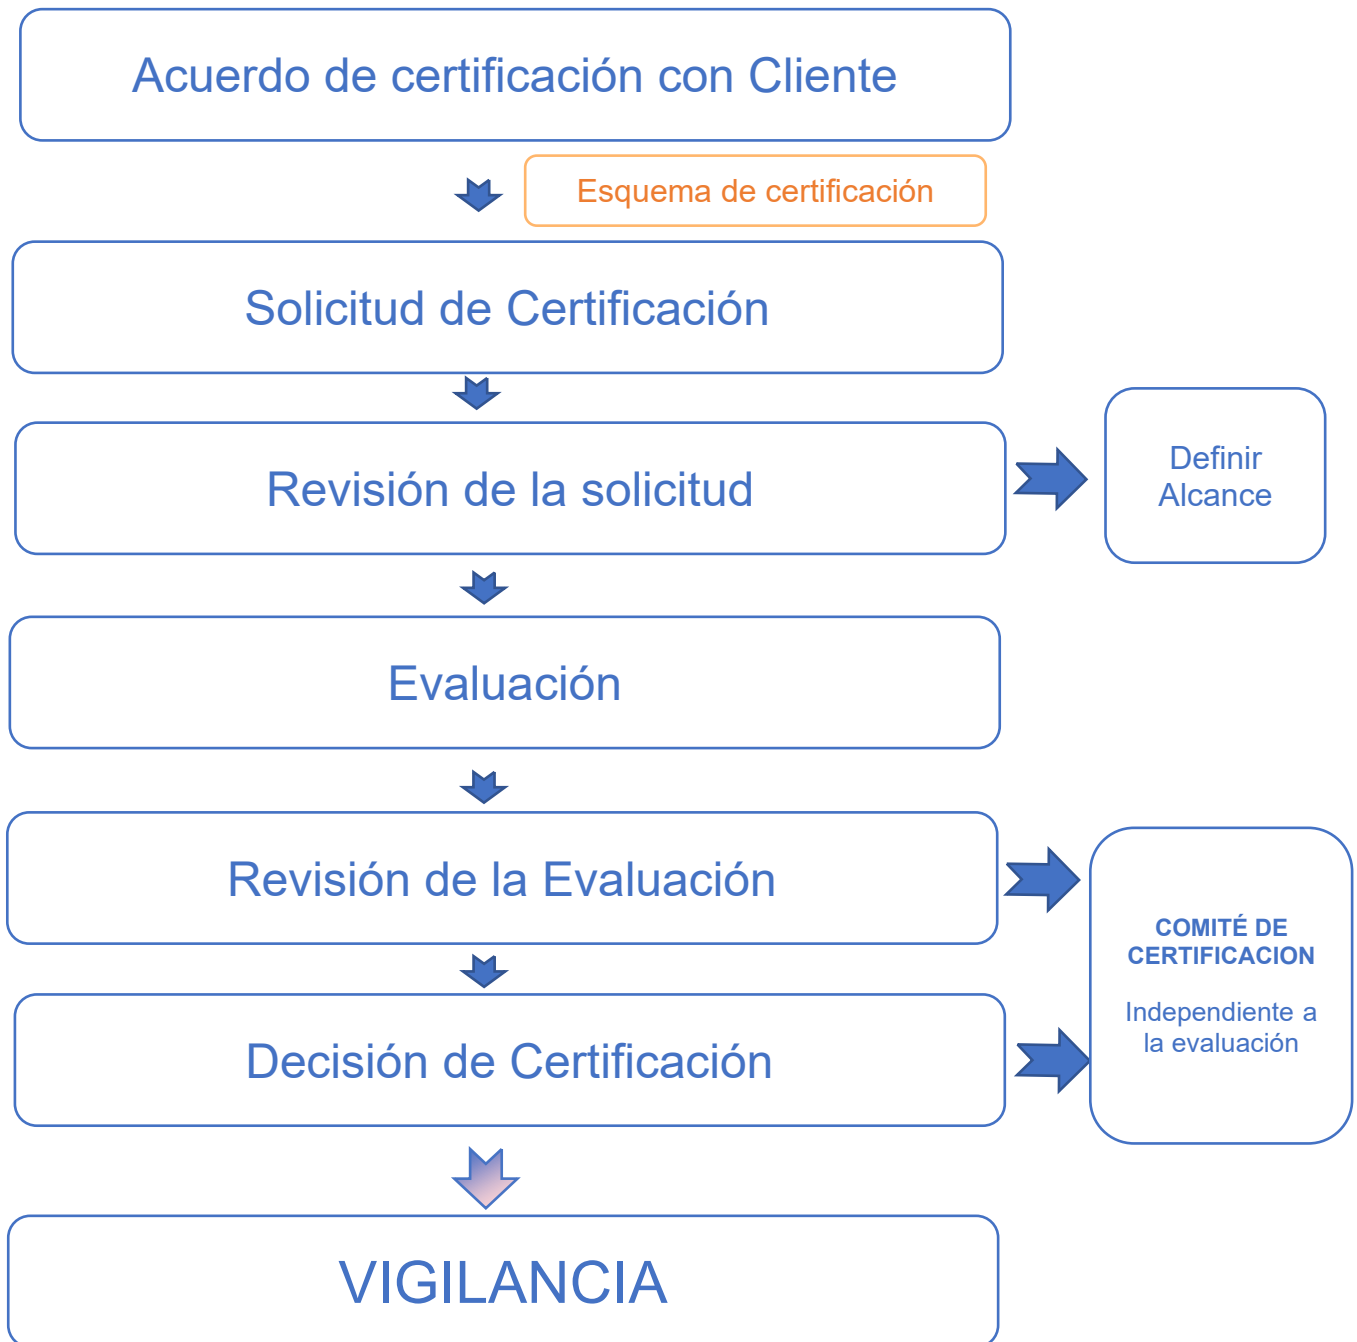 Acuerdo de certificación con Cliente
Esquema de certificación
Solicitud de Certificación
Revisión de la solicitud
Definir
Alcance
Evaluación
Revisión de la Evaluación
COMITÉ DE
CERTIFICACION
Independiente a
la evaluación
Decisión de Certificación
VIGILANCIA